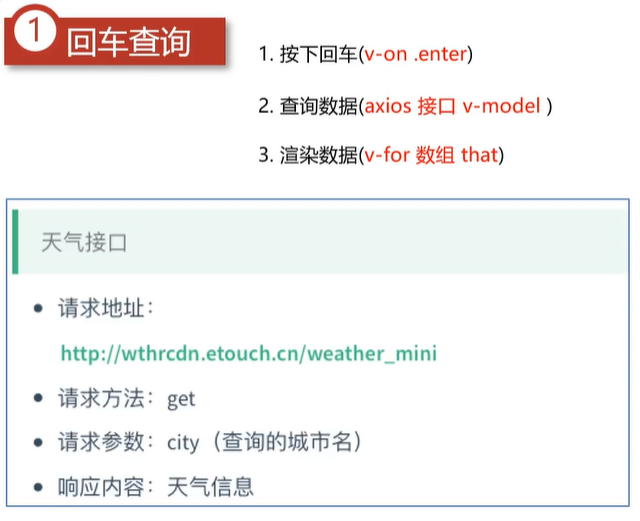 1 回车查询
1. 按下回车(v-on .enter)
2. 查询数据(axios 接口 v-model )
3. 渲染数据(v-for 数组 that)
天气接口
• 请求地址：
http://wthrcdn.etouch.cn/weather_mini
• 请求方法：get
• 请求参数：city（查询的城市名）
• 响应内容：天气信息